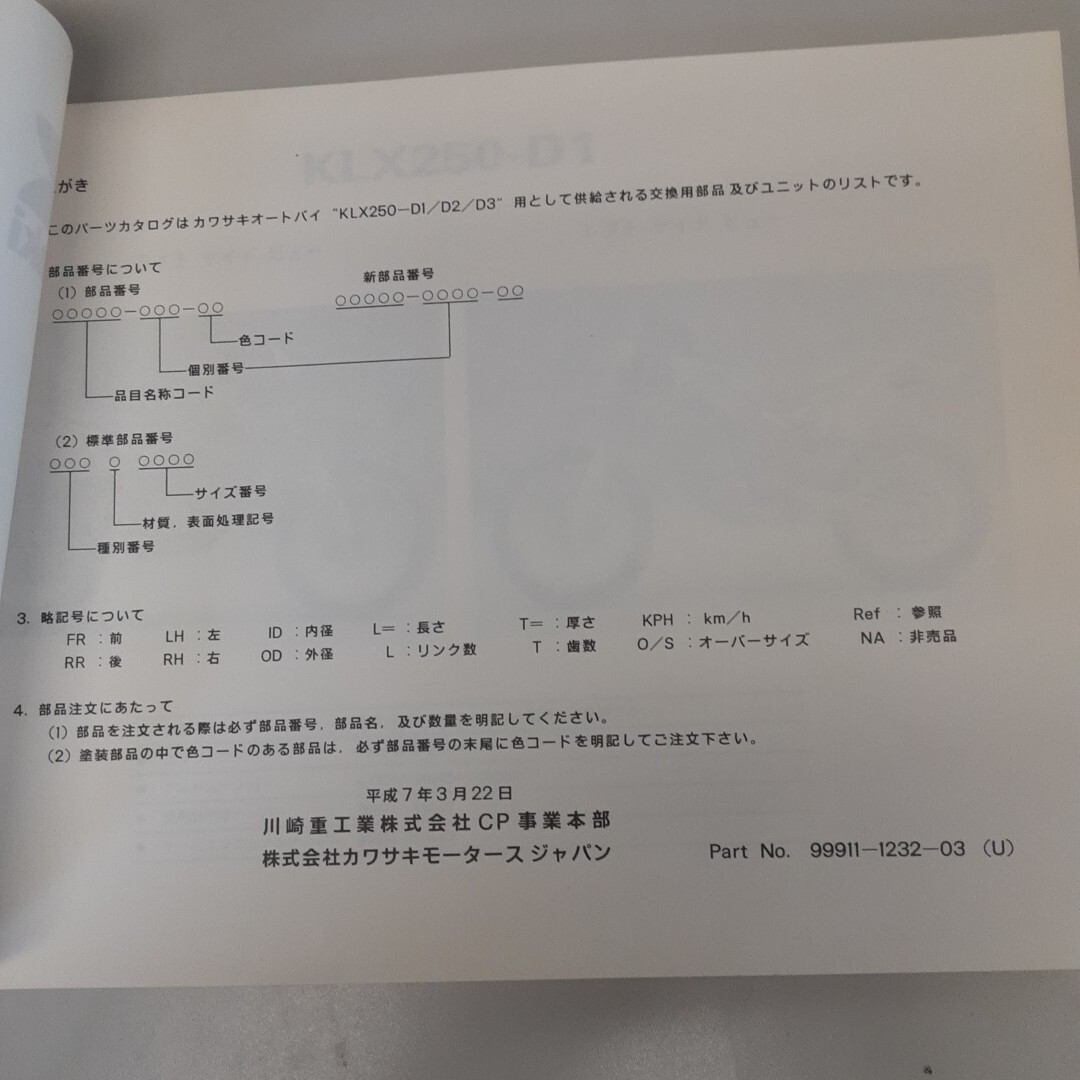 がき
このパーツカタログはカワサキオートバイ “KLX250−D1／D2／D3” 用として供給される交換用部品及びユニットのリストです。
部品番号について
(1) 部品番号
新部品番号
○○○○○−○○○−○○
○○○○○−○○○○−○○
色コード
個別番号
品目名称コード
(2) 標準部品番号
○○○ ○ ○○○○
サイズ番号
材質，表面処理記号
種別番号
3. 略記号について
FR：前 LH：左 ID：内径 L=：長さ T=：厚さ KPH：km／h Ref：参照
RR：後 RH：右 OD：外径 L：リンク数 T：歯数 O／S：オーバーサイズ NA：非売品
4. 部品注文にあたって
(1) 部品を注文される際は必ず部品番号，部品名，及び数量を明記してください。
(2) 塗装部品の中で色コードのある部品は，必ず部品番号の末尾に色コードを明記してご注文下さい。
平成7年3月22日
川崎重工業株式会社CP事業本部
株式会社カワサキモータースジャパン
Part No. 99911−1232−03 (U)
KLX250-D1